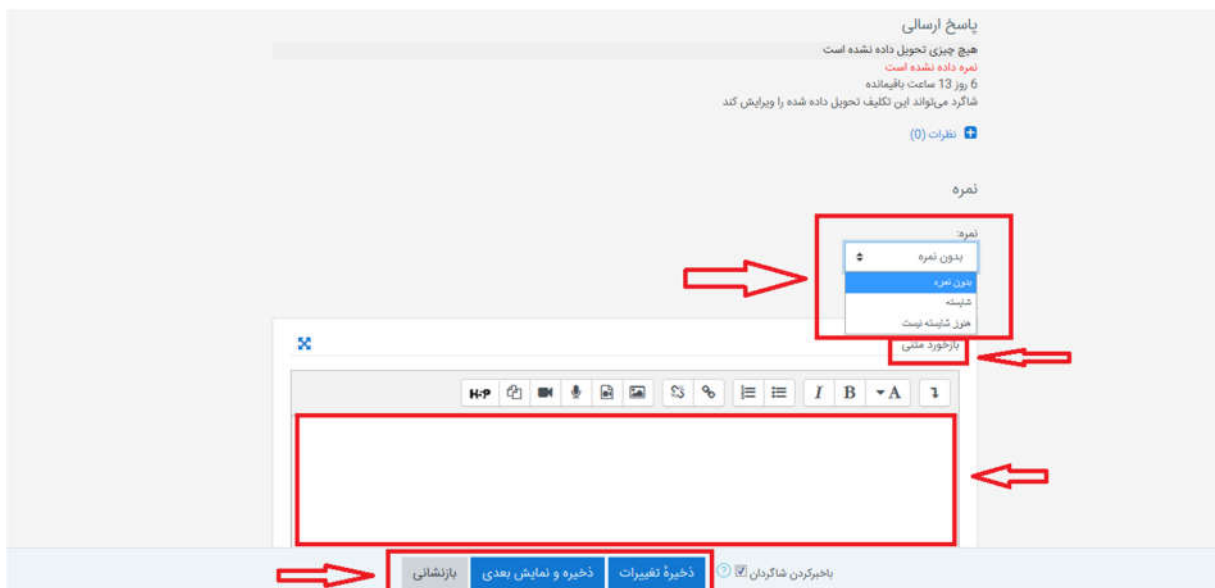 پاسخ ارسالی
هیچ چیزی تحویل داده نشده است
نمره داده نشده است
6 روز 13 ساعت باقیمانده
شاگرد می‌تواند این تکلیف تحویل داده شده را ویرایش کند
نظرات (0)
نمره
نمره:
بدون نمره
بدون نمره
شایسته
هنوز شایسته نیست
بازخورد متنی
A B I H-P
باخبرکردن شاگردان ذخیرهٔ تغییرات ذخیره و نمایش بعدی بازنشانی